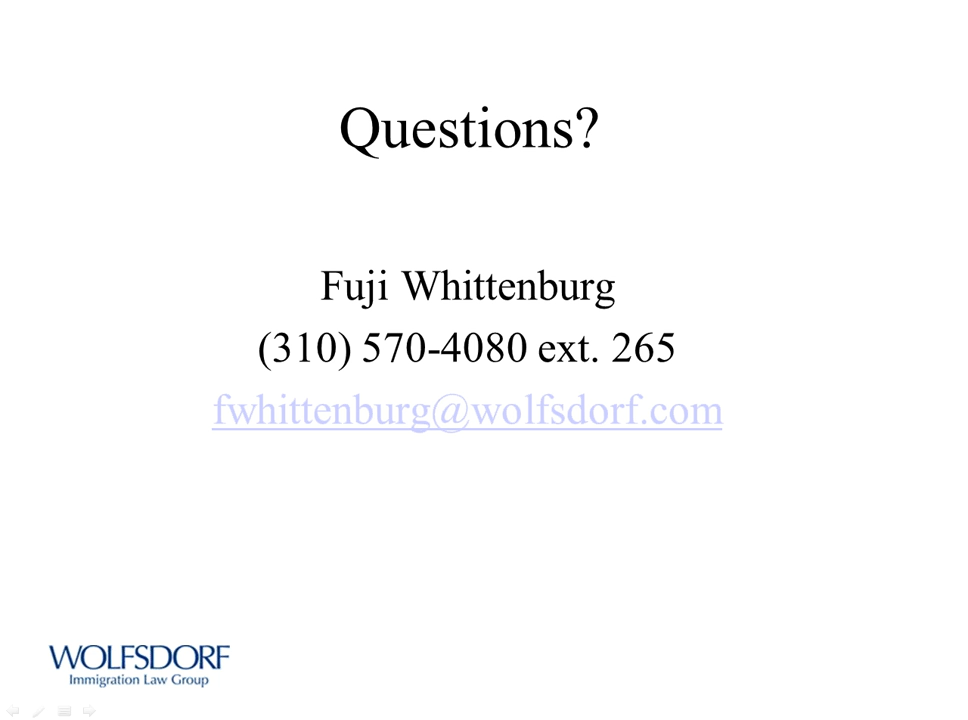 Questions?
Fuji Whittenburg
(310) 570-4080 ext. 265
fwhittenburg@wolfsdorf.com
WOLFSDORF
Immigration Law Group